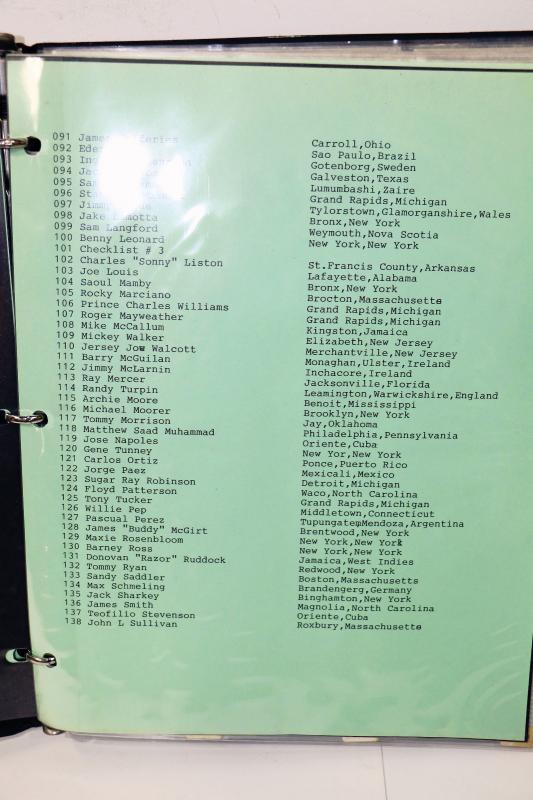 091 Carroll,Ohio
092 Sao Paulo,Brazil
093 Gotenborg,Sweden
094 Galveston,Texas
095 Lumumbashi,Zaire
096 Grand Rapids,Michigan
097 Jimmy Tylorstown,Glamorganshire,Wales
098 Jake Bronx,New York
099 Sam Langford Weymouth,Nova Scotia
100 Benny Leonard New York,New York
101 Checklist # 3
102 Charles "Sonny" Liston St.Francis County,Arkansas
103 Joe Louis Lafayette,Alabama
104 Saoul Mamby Bronx,New York
105 Rocky Marciano Brocton,Massachusetts
106 Prince Charles Williams Grand Rapids,Michigan
107 Roger Mayweather Grand Rapids,Michigan
108 Mike McCallum Kingston,Jamaica
109 Mickey Walker Elizabeth,New Jersey
110 Jersey Jow Walcott Merchantville,New Jersey
111 Barry McGuilan Monaghan,Ulster,Ireland
112 Jimmy McLarnin Inchacore,Ireland
113 Ray Mercer Jacksonville,Florida
114 Randy Turpin Leamington,Warwickshire,England
115 Archie Moore Benoit,Mississippi
116 Michael Moorer Brooklyn,New York
117 Tommy Morrison Jay,Oklahoma
118 Matthew Saad Muhammad Philadelphia,Pennsylvania
119 Jose Napoles Oriente,Cuba
120 Gene Tunney New Yor,New York
121 Carlos Ortiz Ponce,Puerto Rico
122 Jorge Paez Mexicali,Mexico
123 Sugar Ray Robinson Detroit,Michigan
124 Floyd Patterson Waco,North Carolina
125 Tony Tucker Grand Rapids,Michigan
126 Willie Pep Middletown,Connecticut
127 Pascual Perez Tupungatem,Mendoza,Argentina
128 James "Buddy" McGirt Brentwood,New York
129 Maxie Rosenbloom New York,New York
130 Barney Ross New York,New York
131 Donovan "Razor" Ruddock Jamaica,West Indies
132 Tommy Ryan Redwood,New York
133 Sandy Saddler Boston,Massachusetts
134 Max Schmeling Brandengerg,Germany
135 Jack Sharkey Binghamton,New York
136 James Smith Magnolia,North Carolina
137 Teofilio Stevenson Oriente,Cuba
138 John L Sullivan Roxbury,Massachusetts